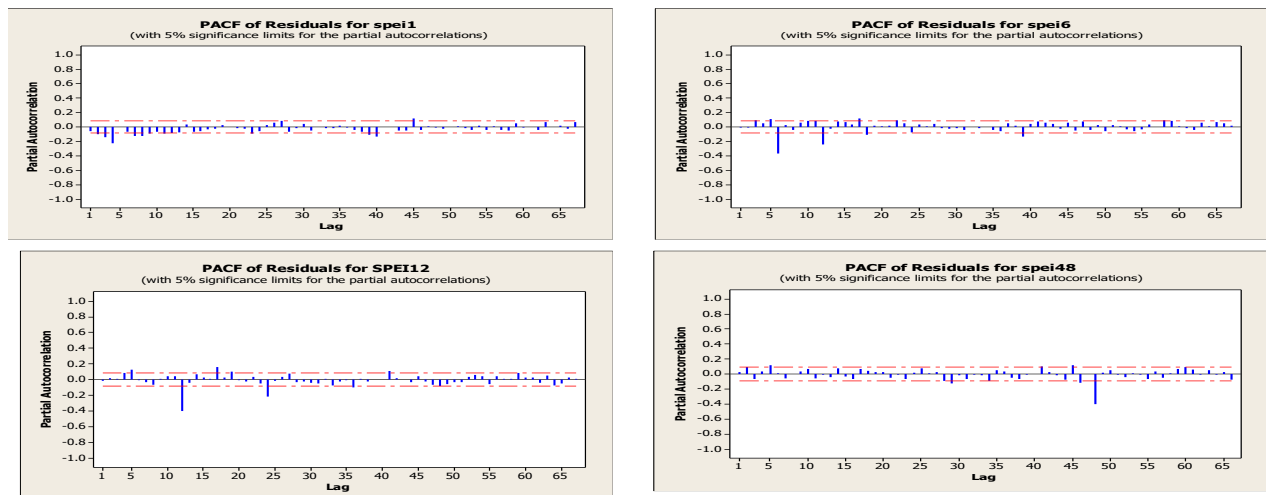 PACF of Residuals for spei1
(with 5% significance limits for the partial autocorrelations)
Partial Autocorrelation
1.0
0.8
0.6
0.4
0.2
0.0
-0.2
-0.4
-0.6
-0.8
-1.0
1 5 10 15 20 25 30 35 40 45 50 55 60 65
Lag
PACF of Residuals for spei6
(with 5% significance limits for the partial autocorrelations)
Partial Autocorrelation
1.0
0.8
0.6
0.4
0.2
0.0
-0.2
-0.4
-0.6
-0.8
-1.0
1 5 10 15 20 25 30 35 40 45 50 55 60 65
Lag
PACF of Residuals for SPEI12
(with 5% significance limits for the partial autocorrelations)
Partial Autocorrelation
1.0
0.8
0.6
0.4
0.2
0.0
-0.2
-0.4
-0.6
-0.8
-1.0
1 5 10 15 20 25 30 35 40 45 50 55 60 65
Lag
PACF of Residuals for spei48
(with 5% significance limits for the partial autocorrelations)
Partial Autocorrelation
1.0
0.8
0.6
0.4
0.2
0.0
-0.2
-0.4
-0.6
-0.8
-1.0
1 5 10 15 20 25 30 35 40 45 50 55 60 65
Lag